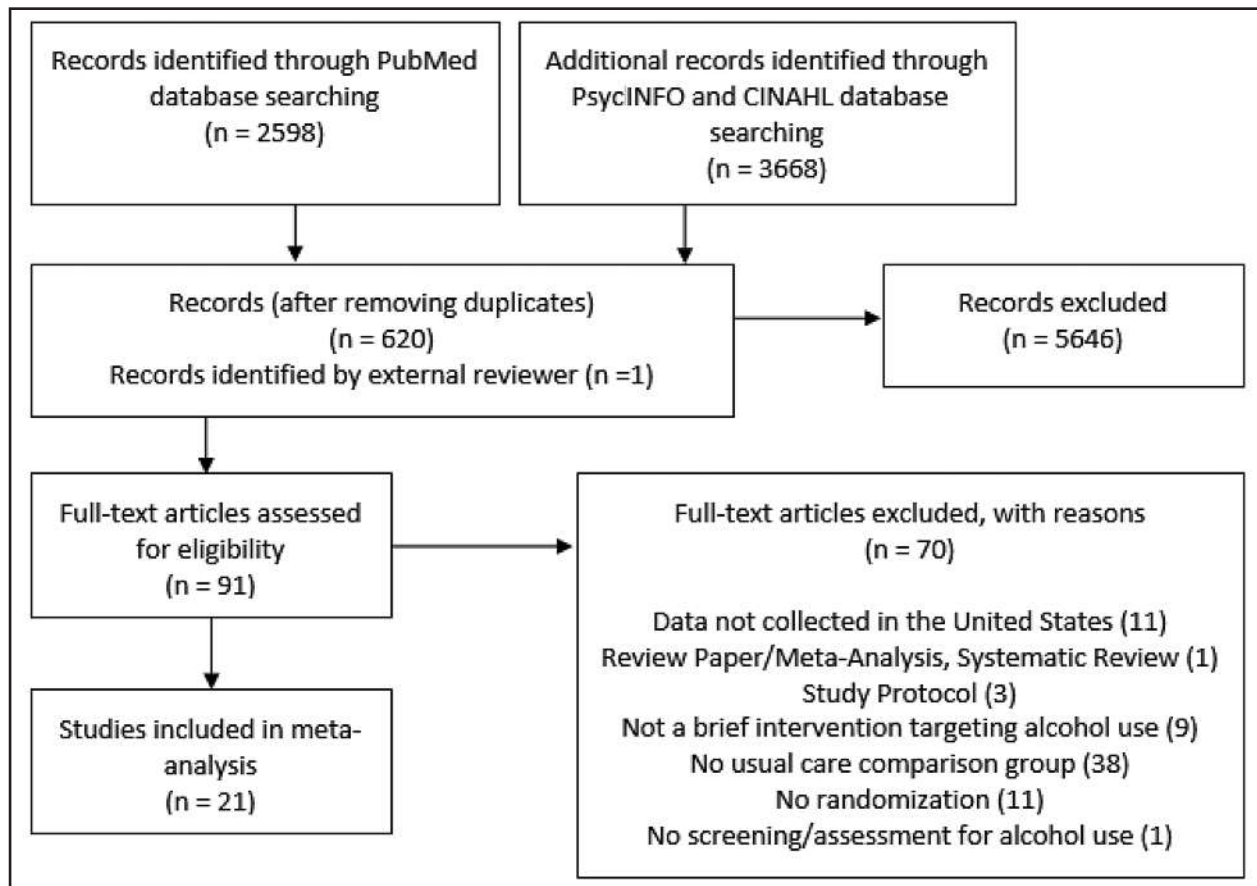 Records identified through PubMed
database searching
(n = 2598)
Additional records identified through
PsycINFO and CINAHL database
searching
(n = 3668)
Records (after removing duplicates)
(n = 620)
Records identified by external reviewer (n =1)
Records excluded
(n = 5646)
Full-text articles assessed
for eligibility
(n = 91)
Full-text articles excluded, with reasons
(n = 70)
Data not collected in the United States (11)
Review Paper/Meta-Analysis, Systematic Review (1)
Study Protocol (3)
Not a brief intervention targeting alcohol use (9)
No usual care comparison group (38)
No randomization (11)
No screening/assessment for alcohol use (1)
Studies included in meta-
analysis
(n = 21)